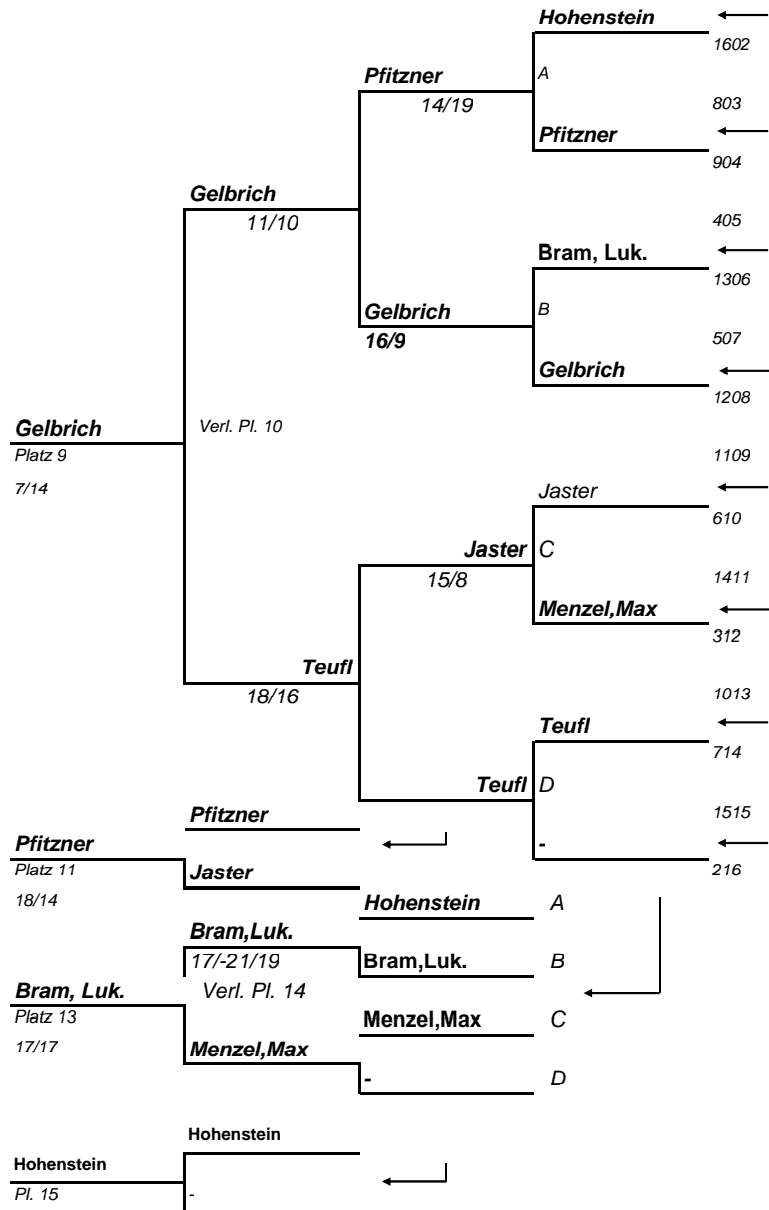 Hohenstein
1602
Pfitzner
A
14/19
803
Pfitzner
904
Gelbrich
11/10
405
Bram, Luk.
1306
Gelbrich
B
16/9
507
Gelbrich
1208
Gelbrich
Verl. Pl. 10
Platz 9
1109
7/14
Jaster
610
Jaster
C
15/8
1411
Menzel,Max
312
Teufl
18/16
1013
Teufl
714
Teufl
D
Pfitzner
1515
Pfitzner
-
Platz 11
Jaster
216
18/14
Hohenstein
A
Bram,Luk.
17/-21/19
Bram,Luk.
B
Bram, Luk.
Verl. Pl. 14
Platz 13
Menzel,Max
C
17/17
Menzel,Max
-
D
Hohenstein
Hohenstein
Pl. 15
-